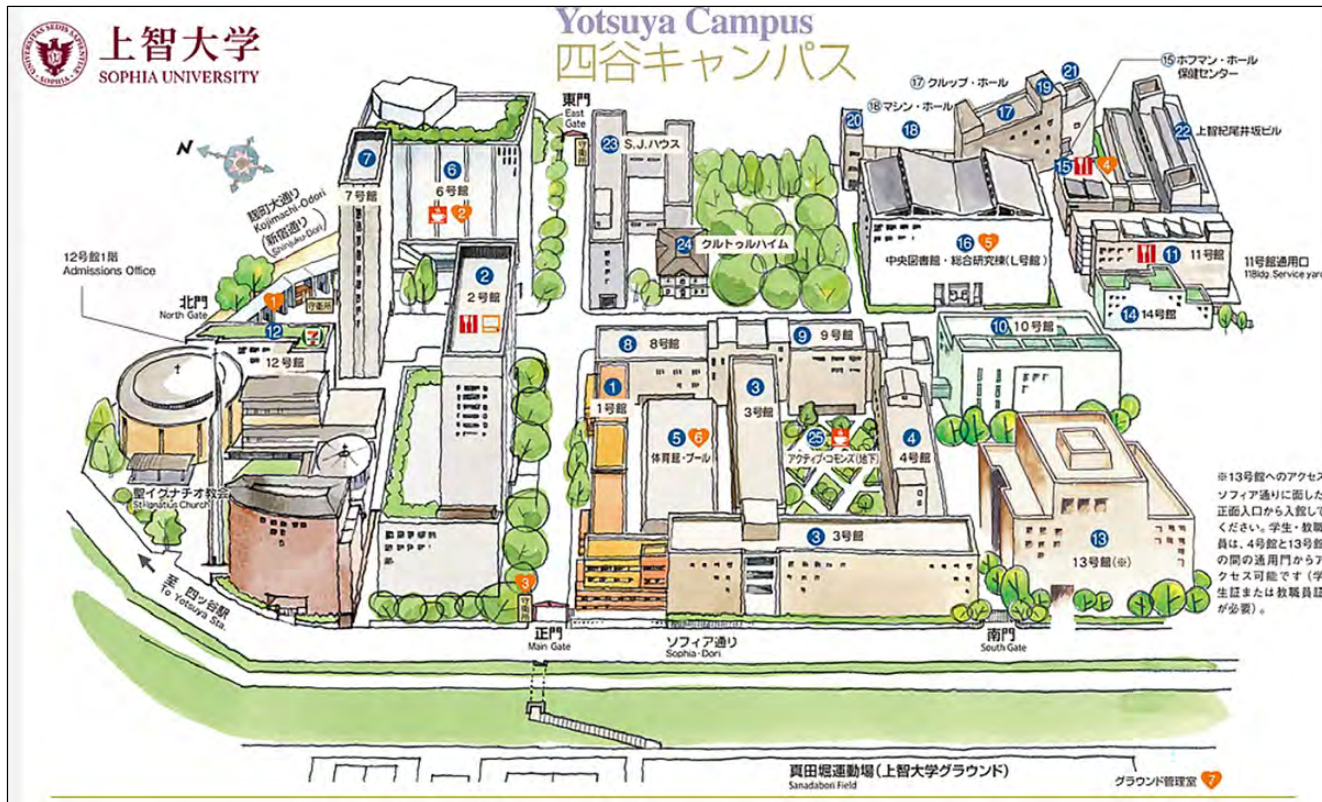 上智大学
SOPHIA UNIVERSITY
Yotsuya Campus
四谷キャンパス
N
東門
East Gate
守衛所
23 S.J.ハウス
20
⑱マシン・ホール
18
⑰クルップ・ホール
17
19
21
⑮ホフマン・ホール
保健センター
22 上智紀尾井坂ビル
15
4
7
7号館
6
6号館
2
麹町大通り
Kojimachi-Odori
(新宿通り)
(Shinjuku-Dori)
24 クルトゥルハイム
16 5
中央図書館・総合研究棟(L号館)
11 11号館
11号館通用口
11Bldg. Service yard
14 14号館
12号館1階
Admissions Office
北門
North Gate
1
守衛所
12
7
12号館
2
2号館
8 8号館
9 9号館
10 10号館
1
1号館
3
3号館
5 6
体育館・プール
25
アクティブ・コモンズ(地下)
4
4号館
聖イグナチオ教会
St.Ignatius Church
至 四ッ谷駅
To Yotsuya Sta.
3 3号館
13
13号館(※)
※13号館へのアクセス
ソフィア通りに面した
正面入口から入館して
ください。学生・教職
員は、4号館と13号館
の間の通用門からア
クセス可能です(学
生証または教職員証
が必要)。
3
守衛所
正門
Main Gate
ソフィア通り
Sophia-Dori
南門
South Gate
真田堀運動場(上智大学グラウンド)
Sanadabori Field
グラウンド管理室 7